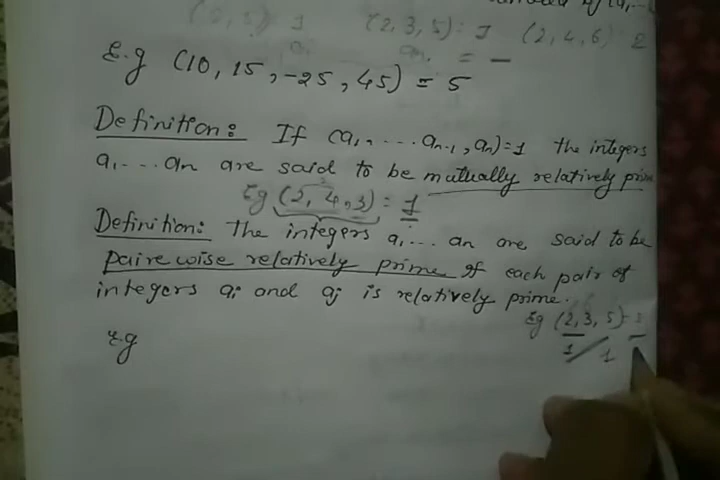 (2, 3, 5) : 1 (2, 4, 6) : 2
E.g (10, 15, -25, 45) = 5
Definition: If (a1, ... an-1, an) = 1 the integers
a1 ... an are said to be mutually relatively prim
Eg (2, 4, 3) : 1
Definition: The integers a1 ... an are said to be
pairewise relatively prime if each pair of
integers ai and aj is relatively prime.
Eg (2, 3, 5)
1 1
E.g